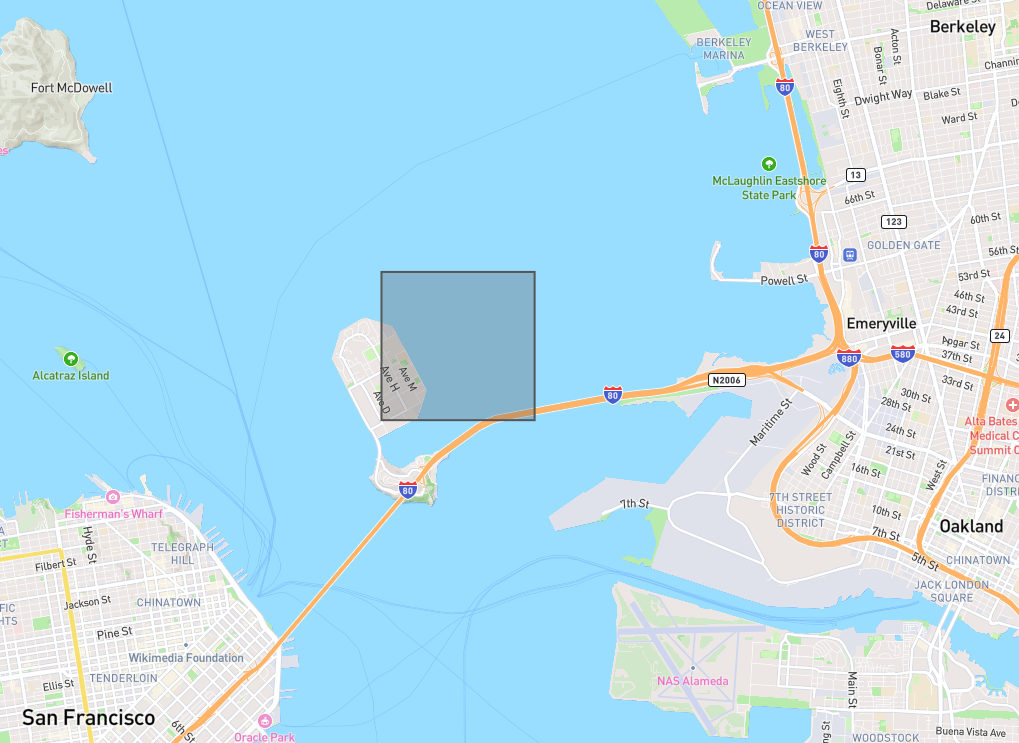 OCEAN VIEW
Berkeley
Acton St
Delaware St
WEST
BERKELEY
BERKELEY
MARINA
Bonar St
Channing
Fort McDowell
80
Eighth St
Dwight Way
Blake St
Ward St
McLaughlin Eastshore
State Park
13
66th St
60th St
123
GOLDEN GATE
80
56th St
53rd St
Powell St
46th St
43rd St
Emeryville
Apgar St
24
37th St
880
580
Alcatraz Island
Ave M
Ave H
Ave D
N2006
33rd St
80
30th St
28th St
Maritime St
Alta Bates
Medical C
Summit C
24th St
21st St
Wood St
Campbell St
16th St
West St
80
FINANC
DISTR
Fisherman's Wharf
7th St
7TH STREET
HISTORIC
DISTRICT
10th St
Oakland
Hyde St
7th St
TELEGRAPH
HILL
5th St
CHINATOWN
Filbert St
JACK LONDON
SQUARE
Jackson St
CHINATOWN
FIC
HTS
Pine St
Wikimedia Foundation
TENDERLOIN
Ellis St
NAS Alameda
Main St
San Francisco
6th St
Oracle Park
ng St
WOODSTOCK
Buena Vista Ave